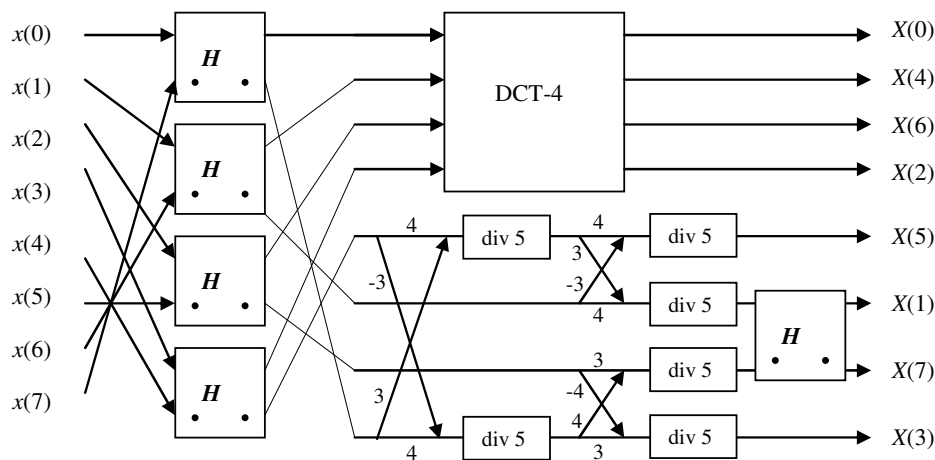 x(0)
x(1)
x(2)
x(3)
x(4)
x(5)
x(6)
x(7)
H
H
H
H
DCT-4
X(0)
X(4)
X(6)
X(2)
4
div 5
4
div 5
X(5)
-3
3
-3
4
div 5
H
X(1)
3
3
-4
div 5
X(7)
4
div 5
4
3
div 5
X(3)